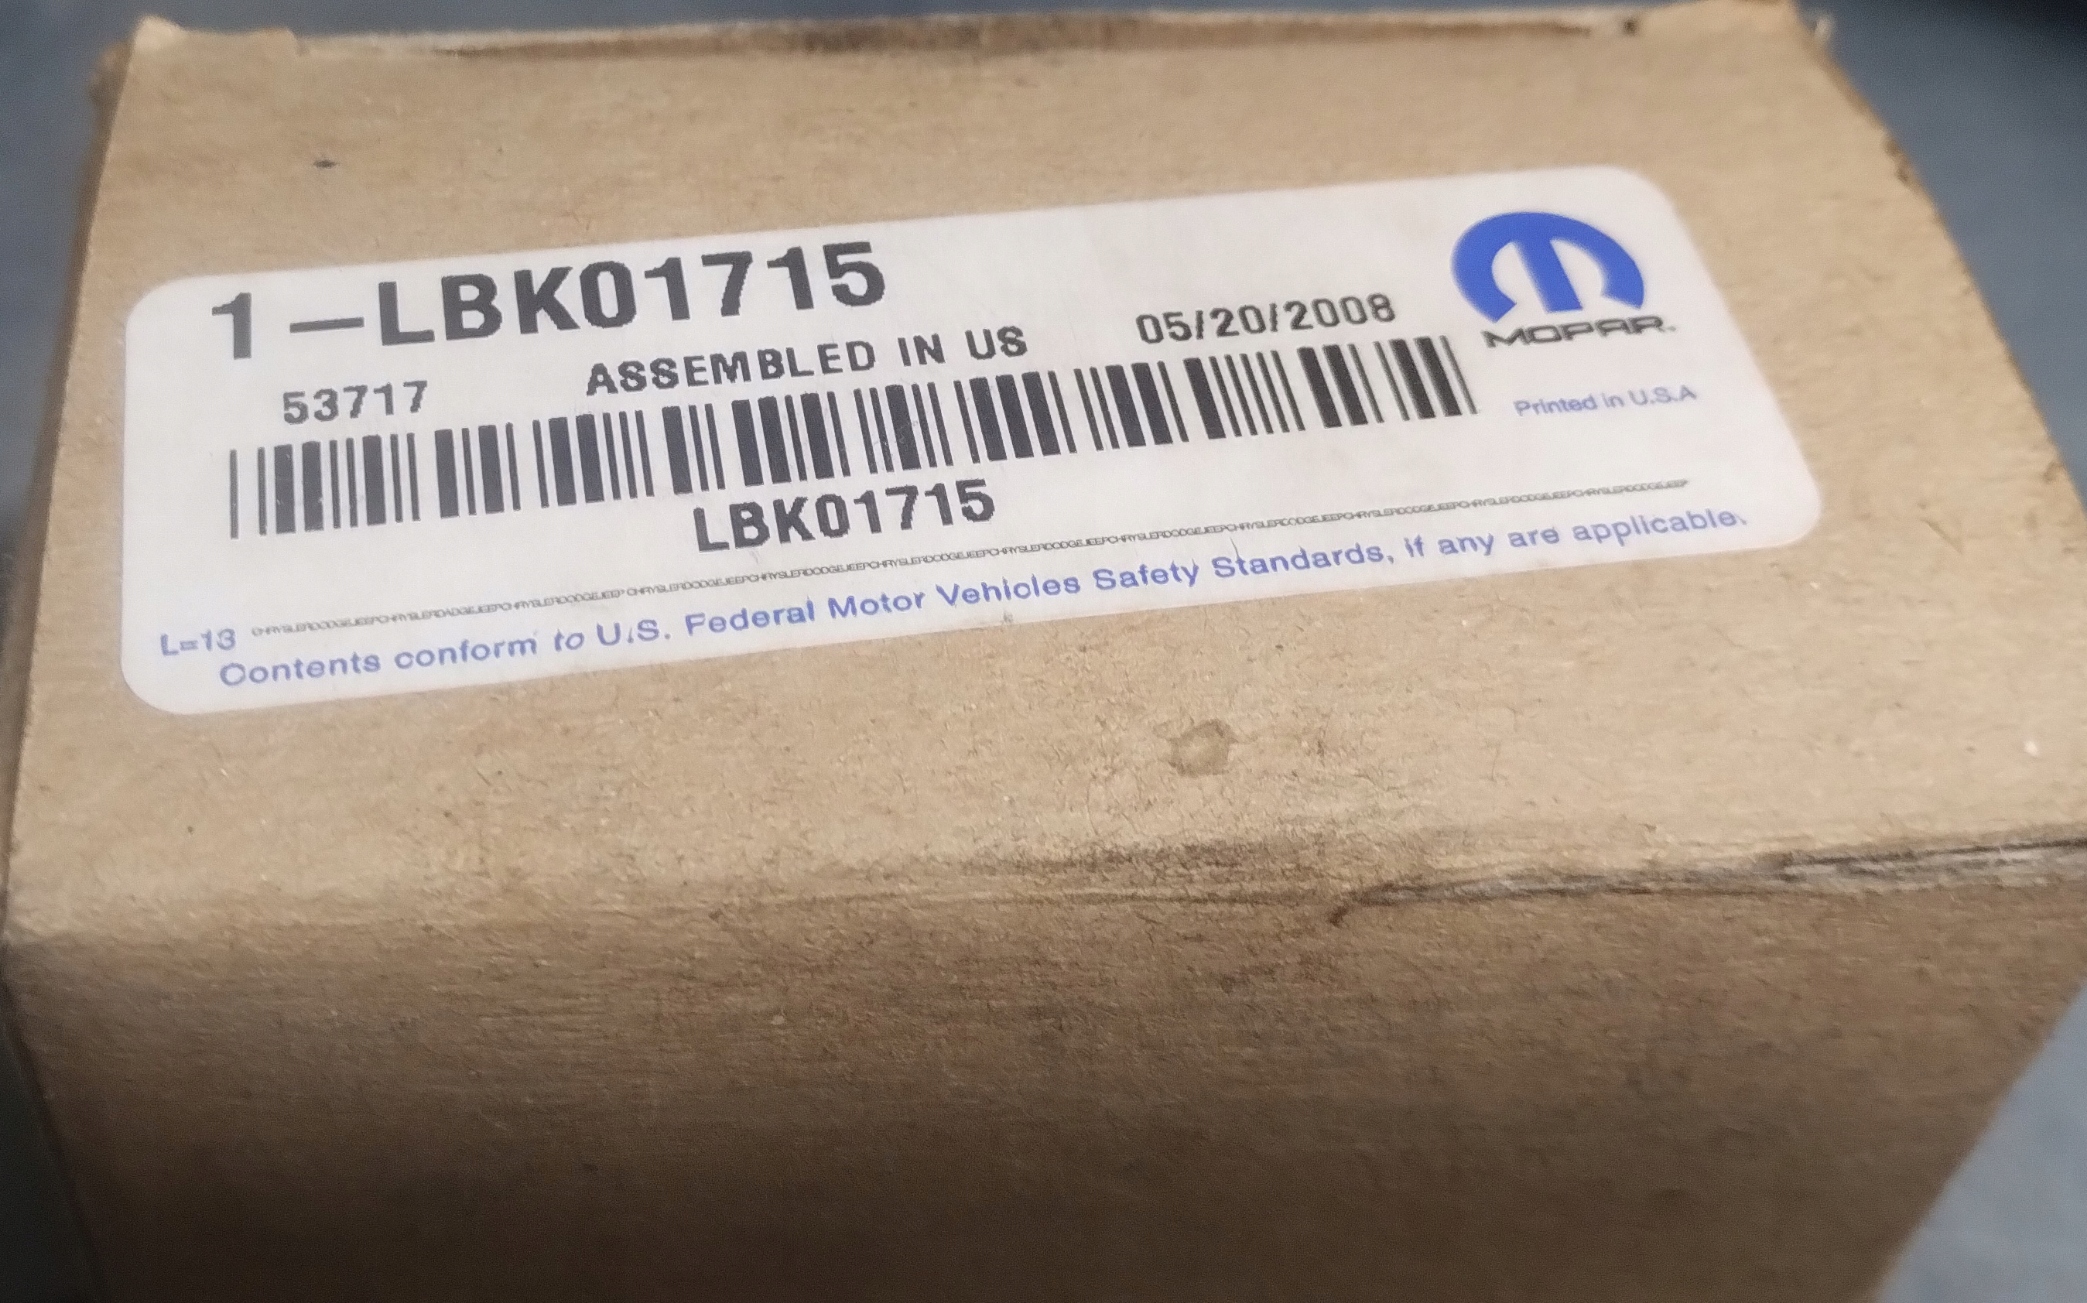 1-LBK01715
53717 ASSEMBLED IN US 05/20/2008
MOPAR.
Printed in U.S.A
LBK01715
L=13
Contents conform to U.S. Federal Motor Vehicles Safety Standards, if any are applicable.